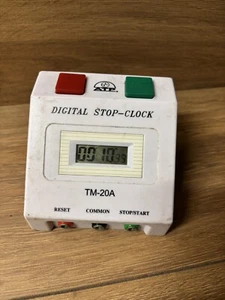 DIGITAL STOP-CLOCK
TM-20A
RESET COMMON STOP/START